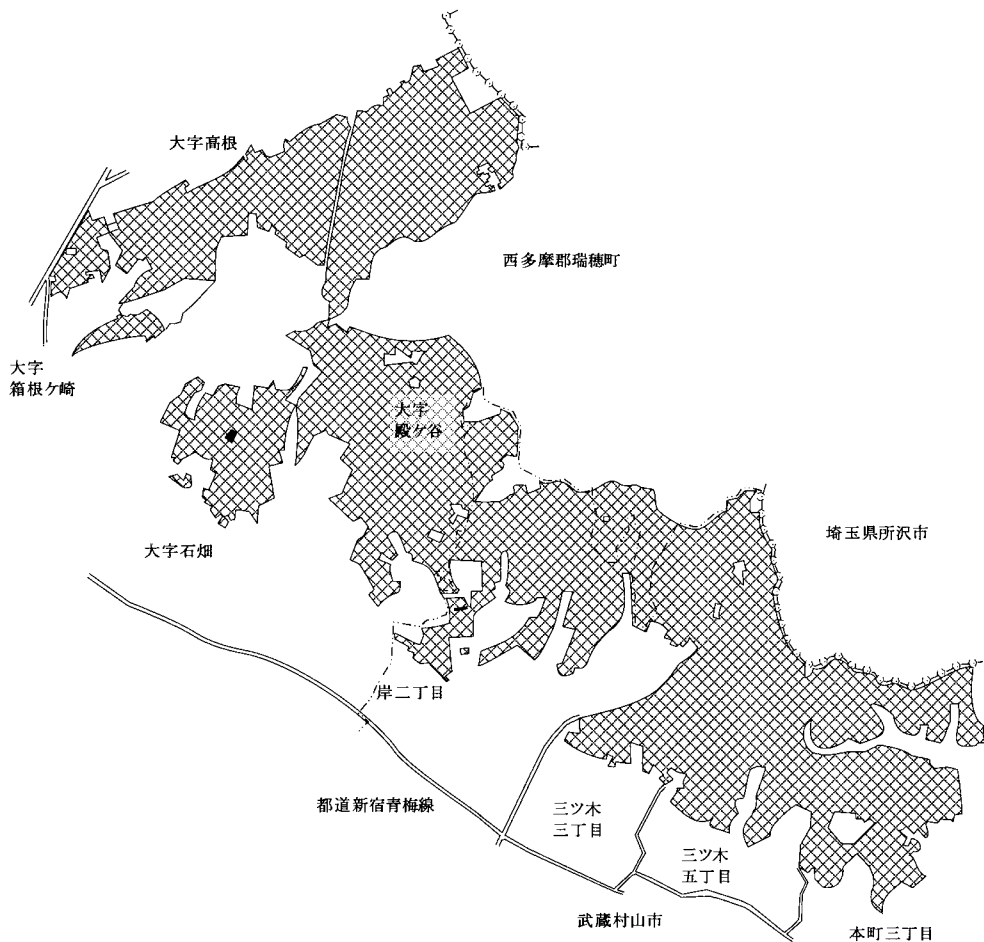 大字高根
西多摩郡瑞穂町
大字
箱根ケ崎
大字
殿ケ谷
埼玉県所沢市
大字石畑
岸二丁目
都道新宿青梅線
三ツ木
三丁目
三ツ木
五丁目
武蔵村山市
本町三丁目